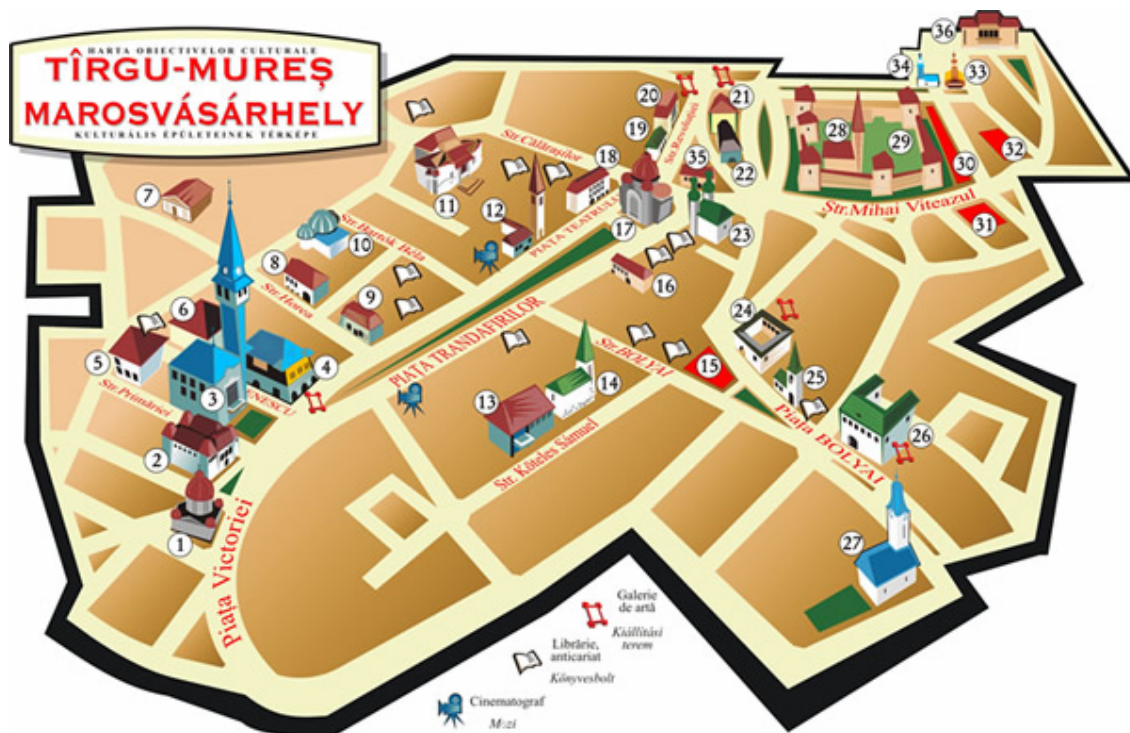 HARTA OBIECTIVELOR CULTURALE
TÎRGU-MUREȘ
MAROSVÁSÁRHELY
KULTURÁLIS ÉPÜLETEINEK TÉRKÉPE
36
34
33
20
21
19
Str.Revoluției
28
29
Str.Călărașilor
18
35
22
30
32
7
11
12
PIAȚA TEATRULUI
17
23
Str.Mihai Viteazul
31
10
Str.Bartók Béla
8
Str.Horea
9
16
6
PIAȚA TRANDAFIRILOR
24
5
4
Str.BOLYAI
15
25
Str.Primăriei
3
ENESCU
13
14
Piața BOLYAI
26
2
Str. Köteles Sámuel
1
Piața Victoriei
27
Galerie
de artă
Kiállítási
terem
Librărie,
anticariat
Könyvesbolt
Cinematograf
Mozi